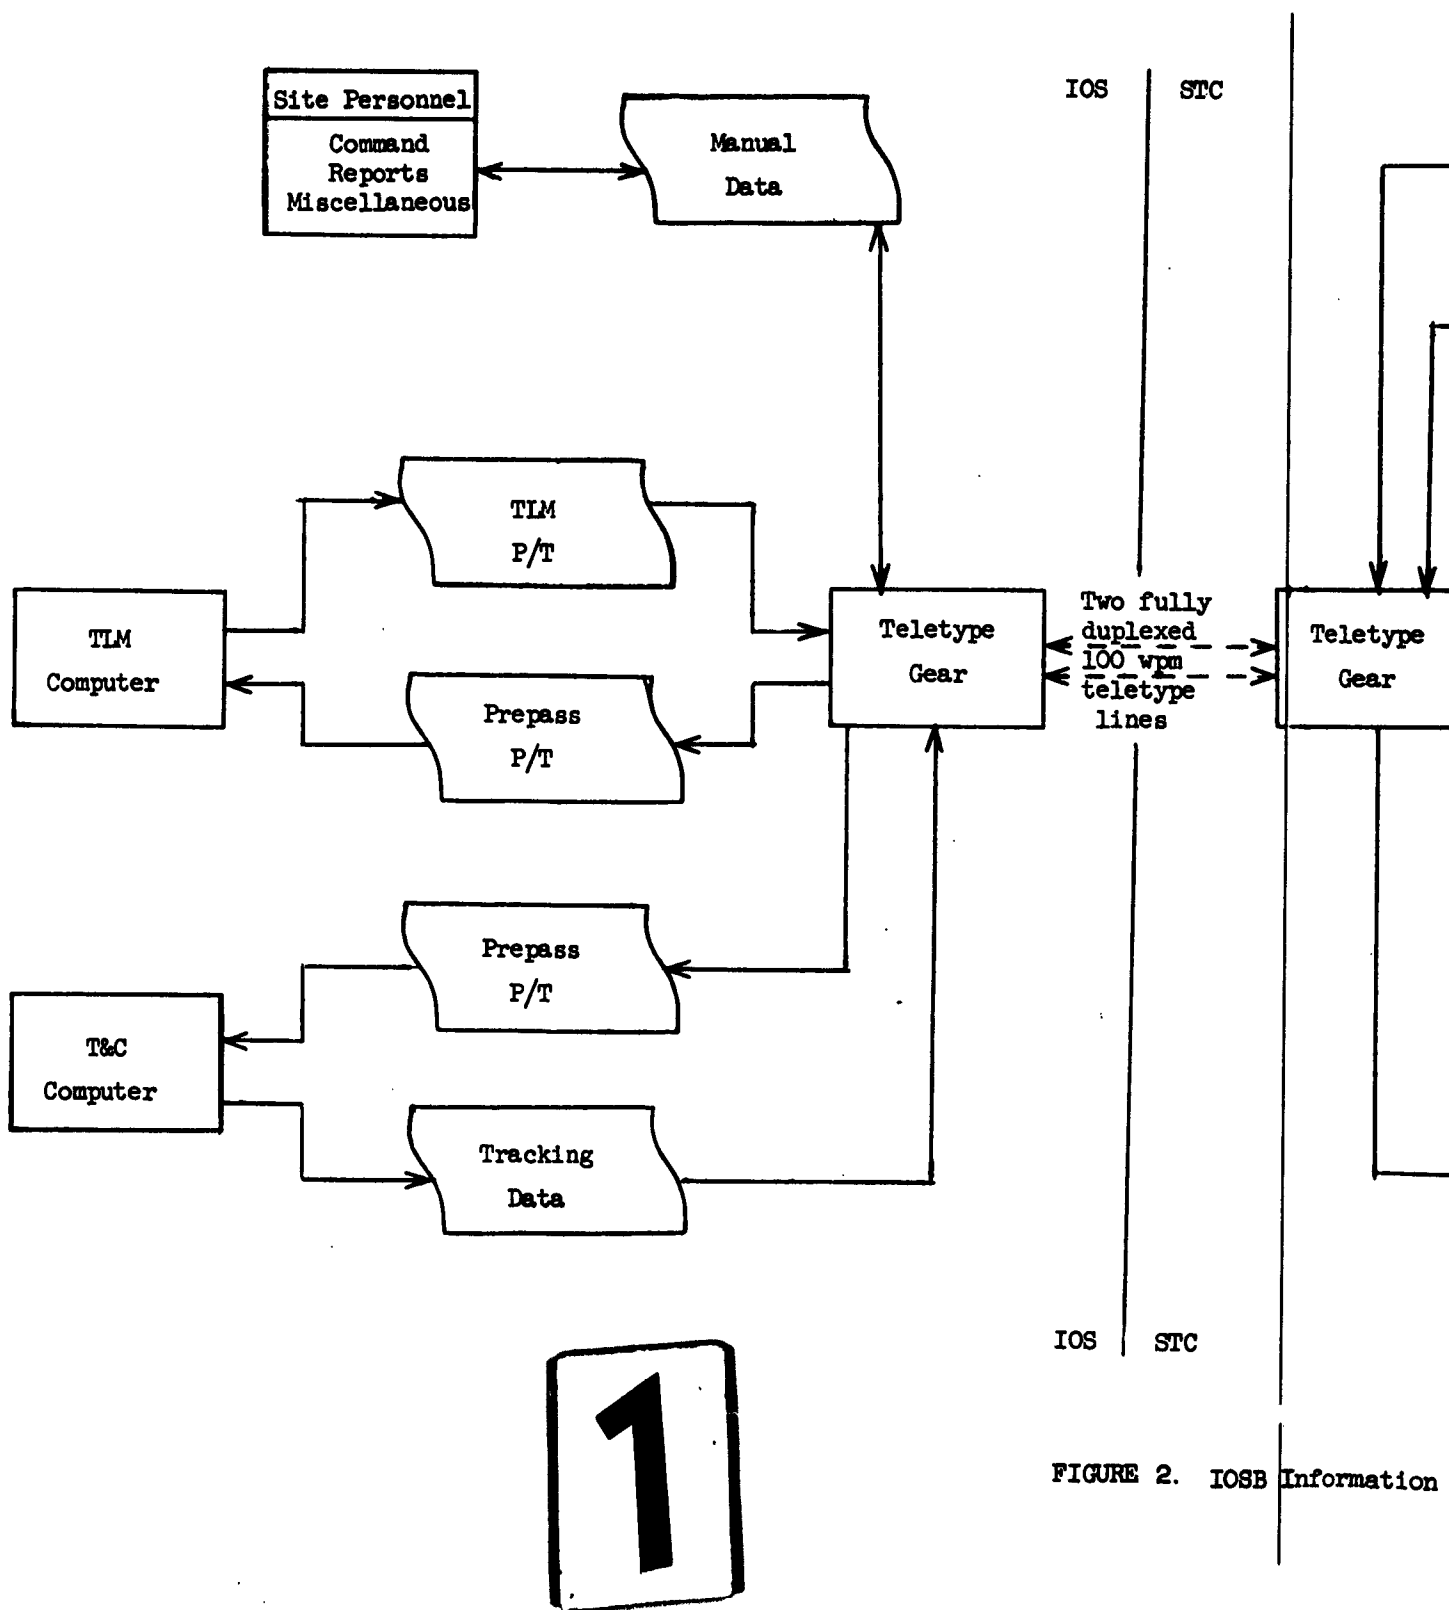 IOS STC
Site Personnel
Command
Reports
Miscellaneous
Manual
Data
TLM
P/T
TLM
Computer
Prepass
P/T
Teletype
Gear
Two fully
duplexed
100 wpm
teletype
lines
Teletype
Gear
Prepass
P/T
T&C
Computer
Tracking
Data
IOS STC
1
FIGURE 2. IOSB Information